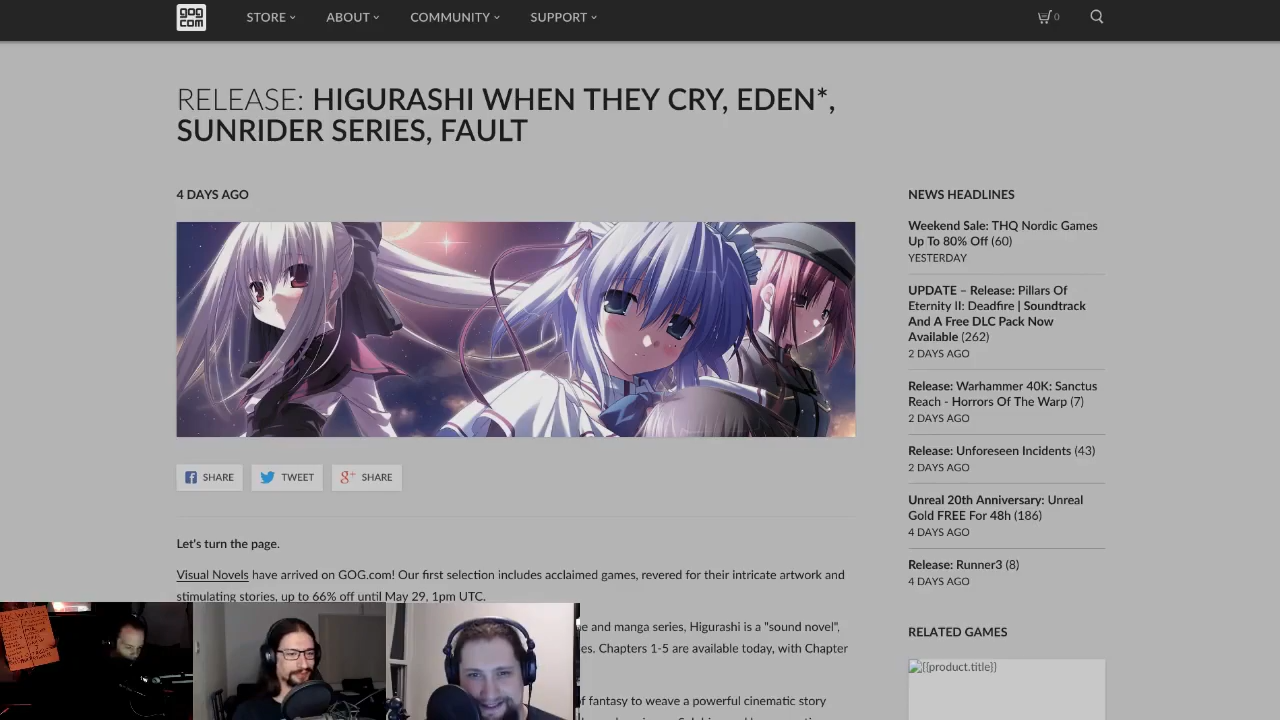 gog
com
STORE
ABOUT
COMMUNITY
SUPPORT
0
RELEASE: HIGURASHI WHEN THEY CRY, EDEN*,
SUNRIDER SERIES, FAULT
4 DAYS AGO
SHARE
TWEET
SHARE
Let's turn the page.
Visual Novels have arrived on GOG.com! Our first selection includes acclaimed games, revered for their intricate artwork and
stimulating stories, up to 66% off until May 29, 1pm UTC.
e and manga series, Higurashi is a "sound novel",
es. Chapters 1-5 are available today, with Chapter
of fantasy to weave a powerful cinematic story
NEWS HEADLINES
Weekend Sale: THQ Nordic Games
Up To 80% Off (60)
YESTERDAY
UPDATE – Release: Pillars Of
Eternity II: Deadfire | Soundtrack
And A Free DLC Pack Now
Available (262)
2 DAYS AGO
Release: Warhammer 40K: Sanctus
Reach - Horrors Of The Warp (7)
2 DAYS AGO
Release: Unforeseen Incidents (43)
2 DAYS AGO
Unreal 20th Anniversary: Unreal
Gold FREE For 48h (186)
4 DAYS AGO
Release: Runner3 (8)
4 DAYS AGO
RELATED GAMES
{{product.title}}